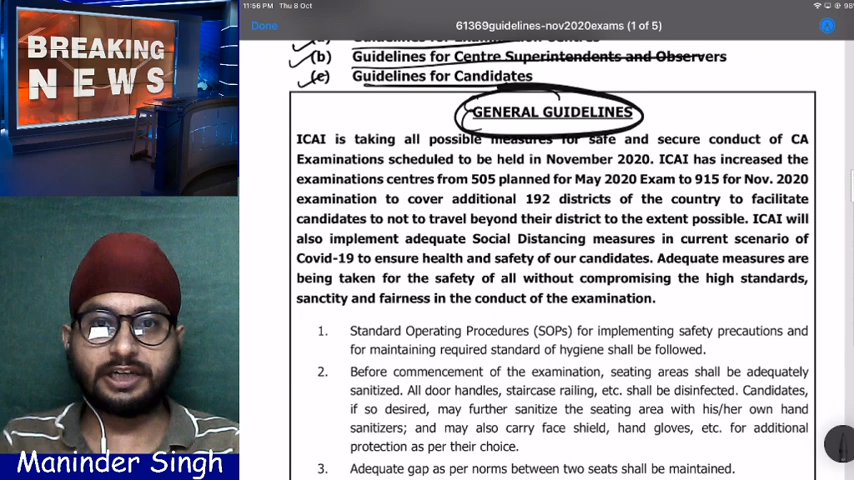 11:56 PM Thu 8 Oct
98%
Done
61369guidelines-nov2020exams (1 of 5)
BREAKING
NEWS
(b) Guidelines for Centre Superintendents and Observers
(c) Guidelines for Candidates
GENERAL GUIDELINES
ICAI is taking all possible measures for safe and secure conduct of CA
Examinations scheduled to be held in November 2020. ICAI has increased the
examinations centres from 505 planned for May 2020 Exam to 915 for Nov. 2020
examination to cover additional 192 districts of the country to facilitate
candidates to not to travel beyond their district to the extent possible. ICAI will
also implement adequate Social Distancing measures in current scenario of
Covid-19 to ensure health and safety of our candidates. Adequate measures are
being taken for the safety of all without compromising the high standards,
sanctity and fairness in the conduct of the examination.
1. Standard Operating Procedures (SOPs) for implementing safety precautions and
for maintaining required standard of hygiene shall be followed.
2. Before commencement of the examination, seating areas shall be adequately
sanitized. All door handles, staircase railing, etc. shall be disinfected. Candidates,
if so desired, may further sanitize the seating area with his/her own hand
sanitizers; and may also carry face shield, hand gloves, etc. for additional
protection as per their choice.
3. Adequate gap as per norms between two seats shall be maintained.
Maninder Singh